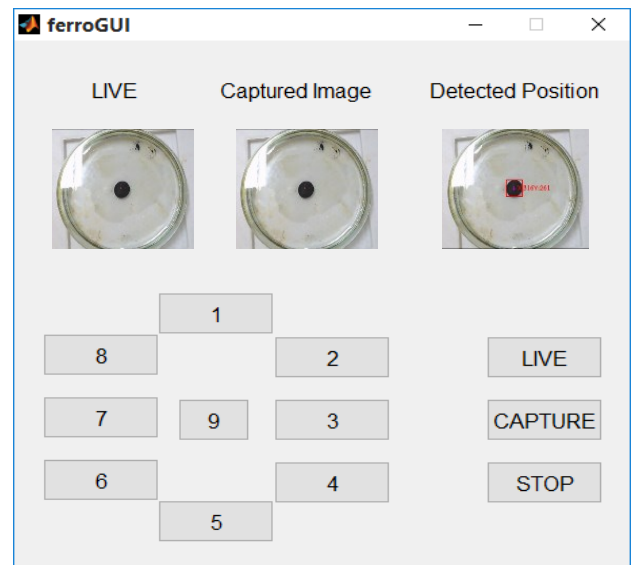 ferroGUI
LIVE
Captured Image
Detected Position
1
8
2
LIVE
7
9
3
CAPTURE
6
4
STOP
5